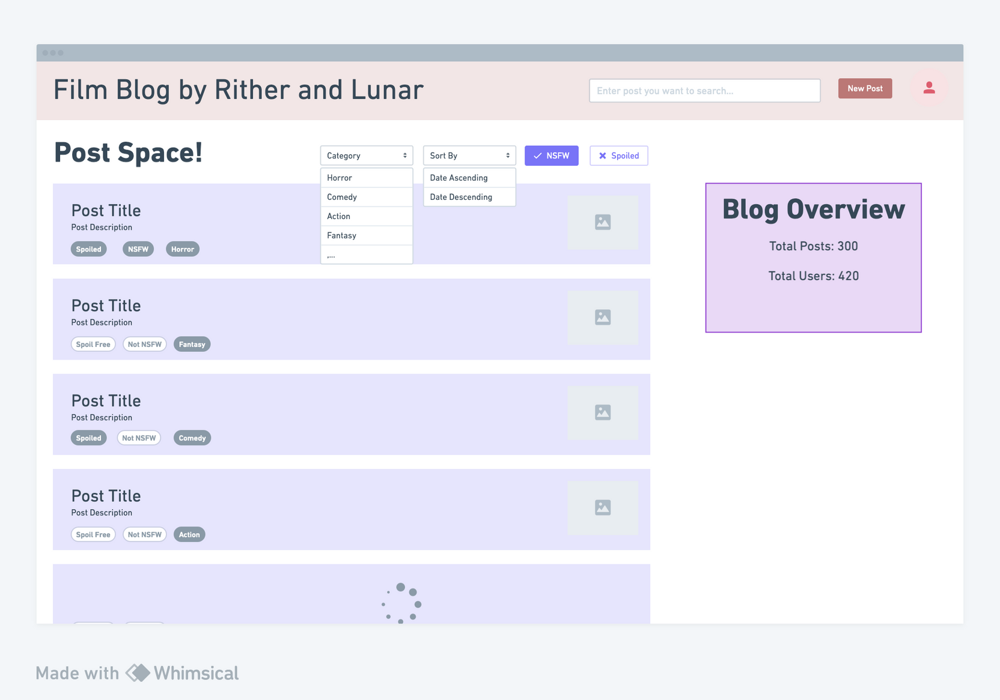 Film Blog by Rither and Lunar
Enter post you want to search...
New Post
Post Space!
Category
Sort By
NSFW
Spoiled
Horror
Comedy
Action
Fantasy
,...
Date Ascending
Date Descending
Post Title
Post Description
Spoiled NSFW Horror
Post Title
Post Description
Spoil Free Not NSFW Fantasy
Post Title
Post Description
Spoiled Not NSFW Comedy
Post Title
Post Description
Spoil Free Not NSFW Action
Blog Overview
Total Posts: 300
Total Users: 420
Made with Whimsical